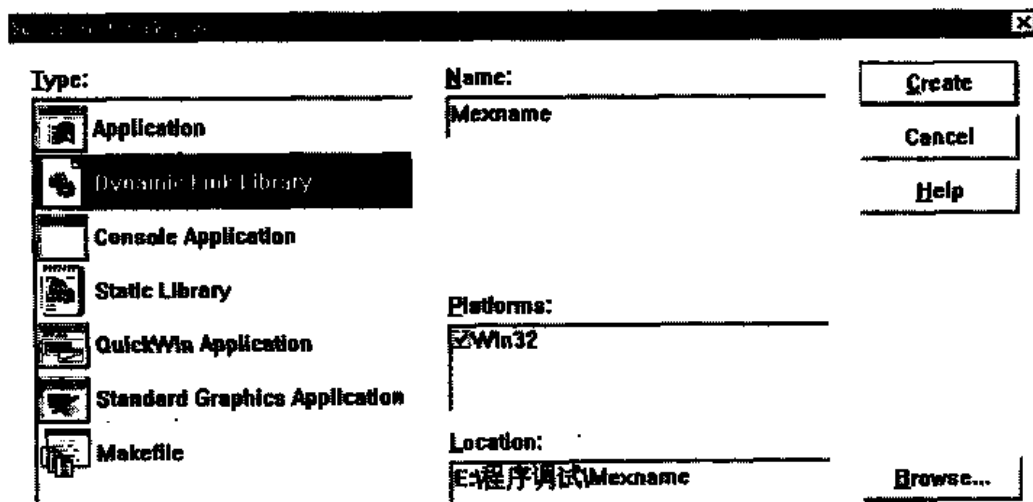 Type:
Application
Dynamic Link Library
Console Application
Static Library
QuickWin Application
Standard Graphics Application
Makefile
Name:
Mexname
Platforms:
Win32
Location:
E:\程序调试\Mexname
Create
Cancel
Help
Browse...